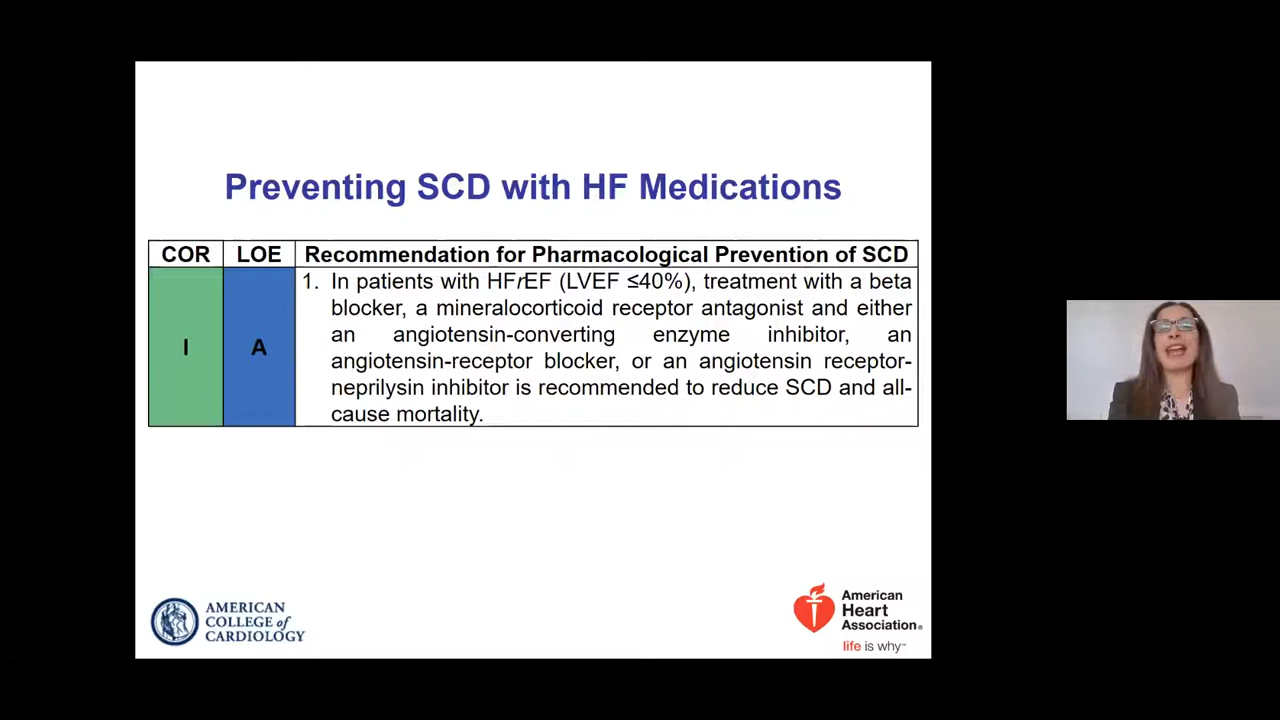 Preventing SCD with HF Medications
COR LOE Recommendation for Pharmacological Prevention of SCD
I A
1. In patients with HFrEF (LVEF ≤40%), treatment with a beta
blocker, a mineralocorticoid receptor antagonist and either
an angiotensin-converting enzyme inhibitor, an
angiotensin-receptor blocker, or an angiotensin receptor-
neprilysin inhibitor is recommended to reduce SCD and all-
cause mortality.
AMERICAN
COLLEGE of
CARDIOLOGY
American
Heart
Association®
life is why™